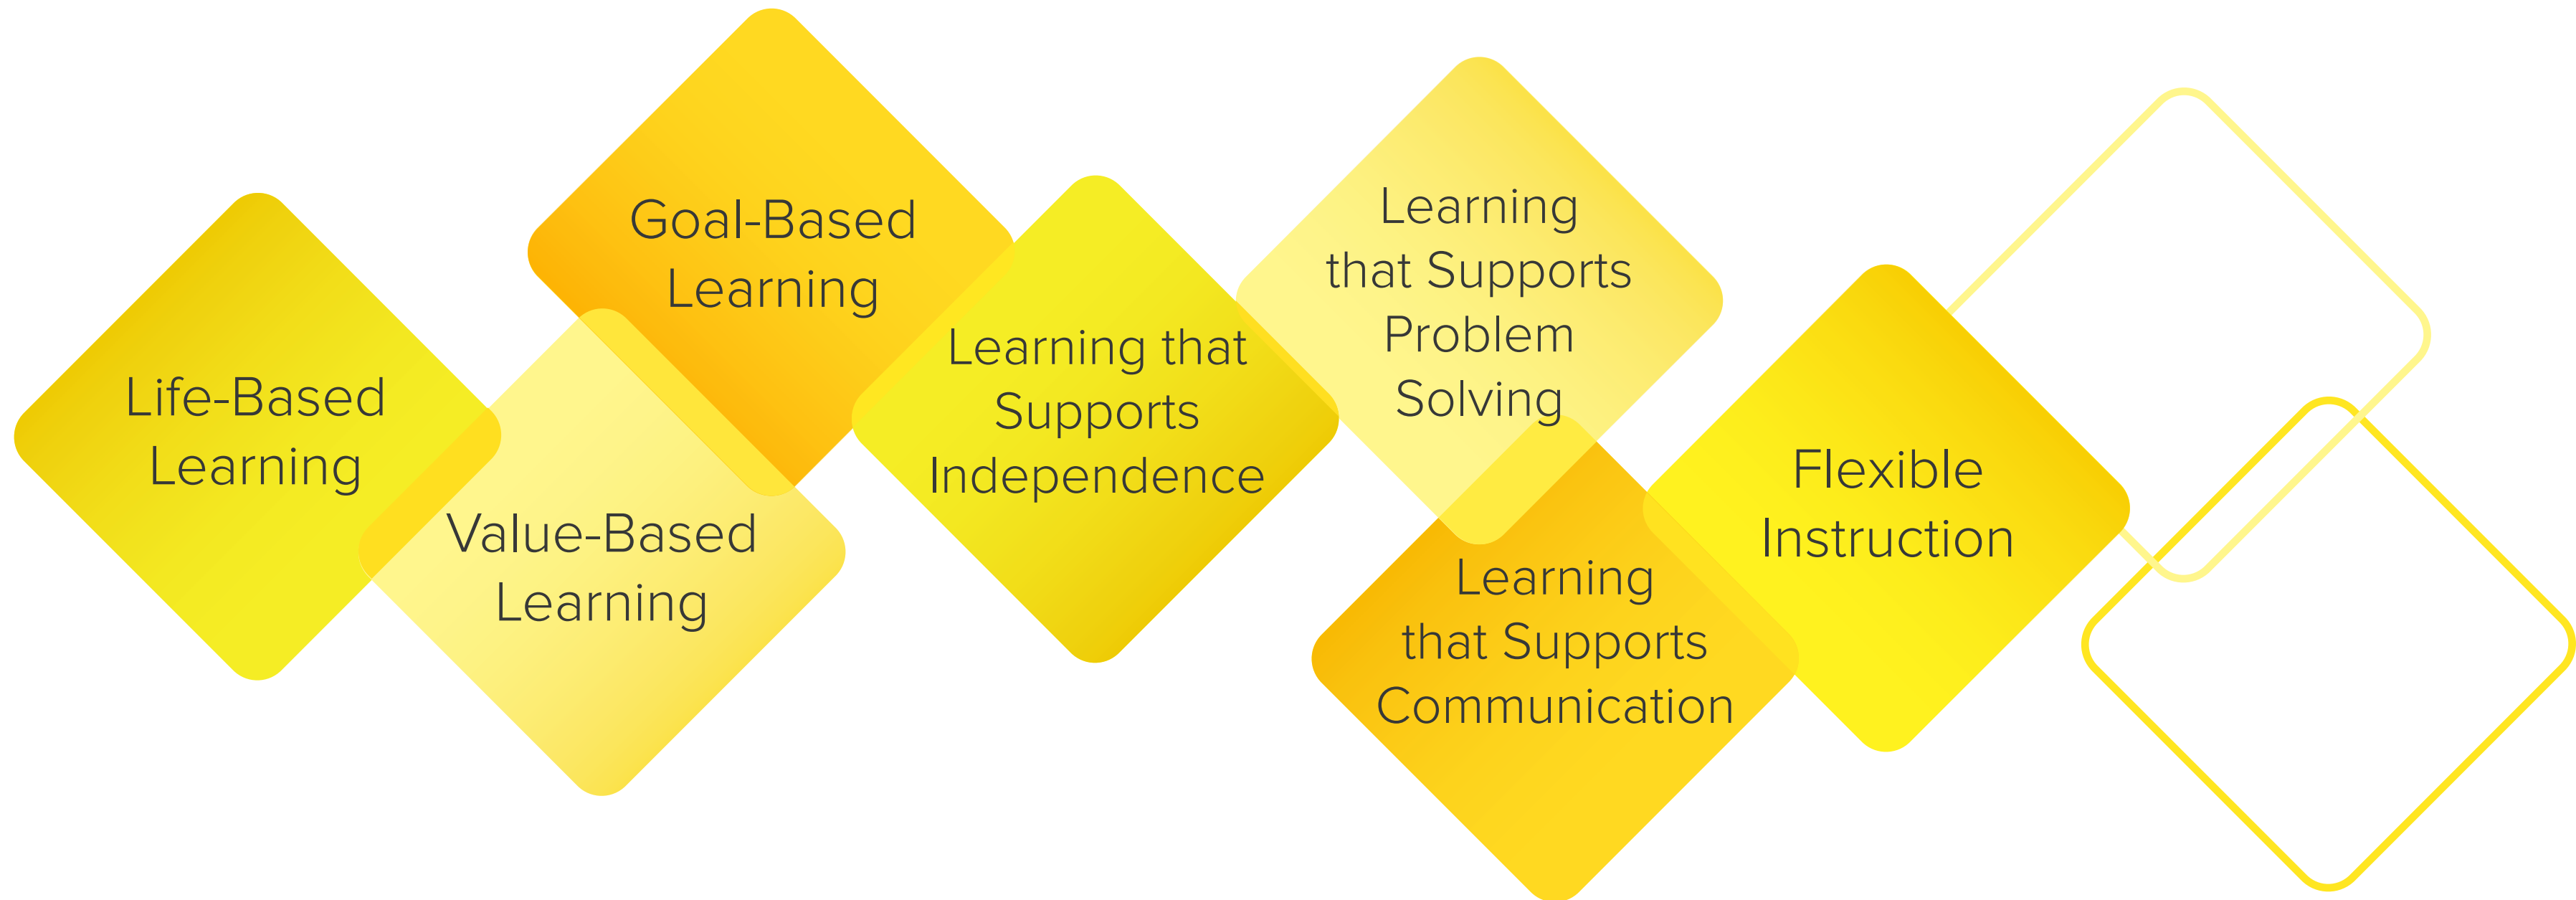 Life-Based
Learning
Value-Based
Learning
Goal-Based
Learning
Learning that
Supports
Independence
Learning
that Supports
Problem
Solving
Learning
that Supports
Communication
Flexible
Instruction